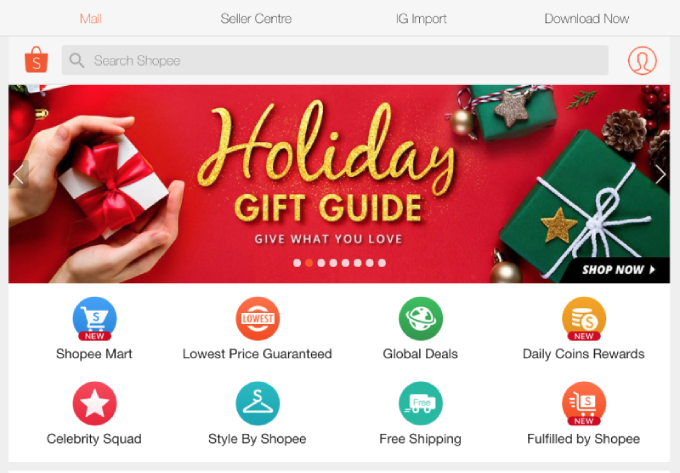 Mall
Seller Centre
IG Import
Download Now
S
Search Shopee
Holiday
GIFT GUIDE
GIVE WHAT YOU LOVE
SHOP NOW
S
NEW
Shopee Mart
LOWEST
Lowest Price Guaranteed
Global Deals
S
NEW
Daily Coins Rewards
Celebrity Squad
Style By Shopee
Free
Free Shipping
S
NEW
Fulfilled by Shopee